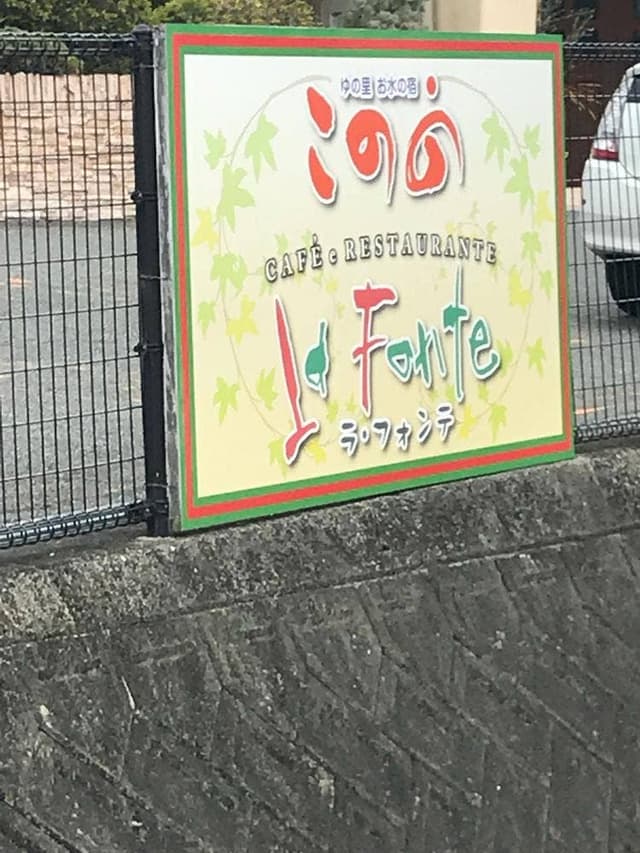 ゆの里 お水の宿
このの
CAFÉ e RESTAURANTE
La Fonte
ラ・フォンテ